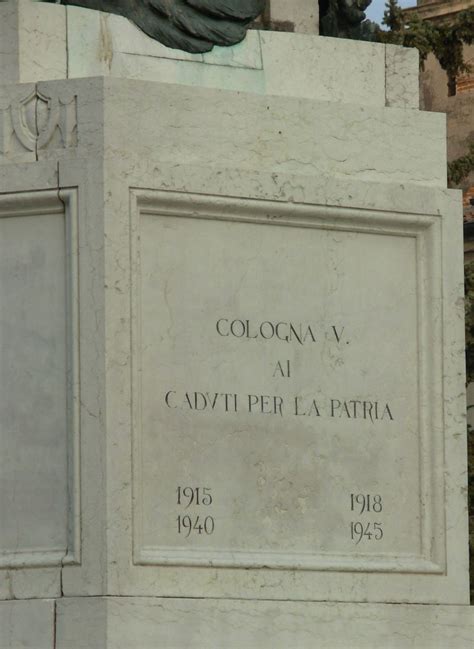 COLOGNA V.
AI
CADVTI PER LA PATRIA
1915 1918
1940 1945